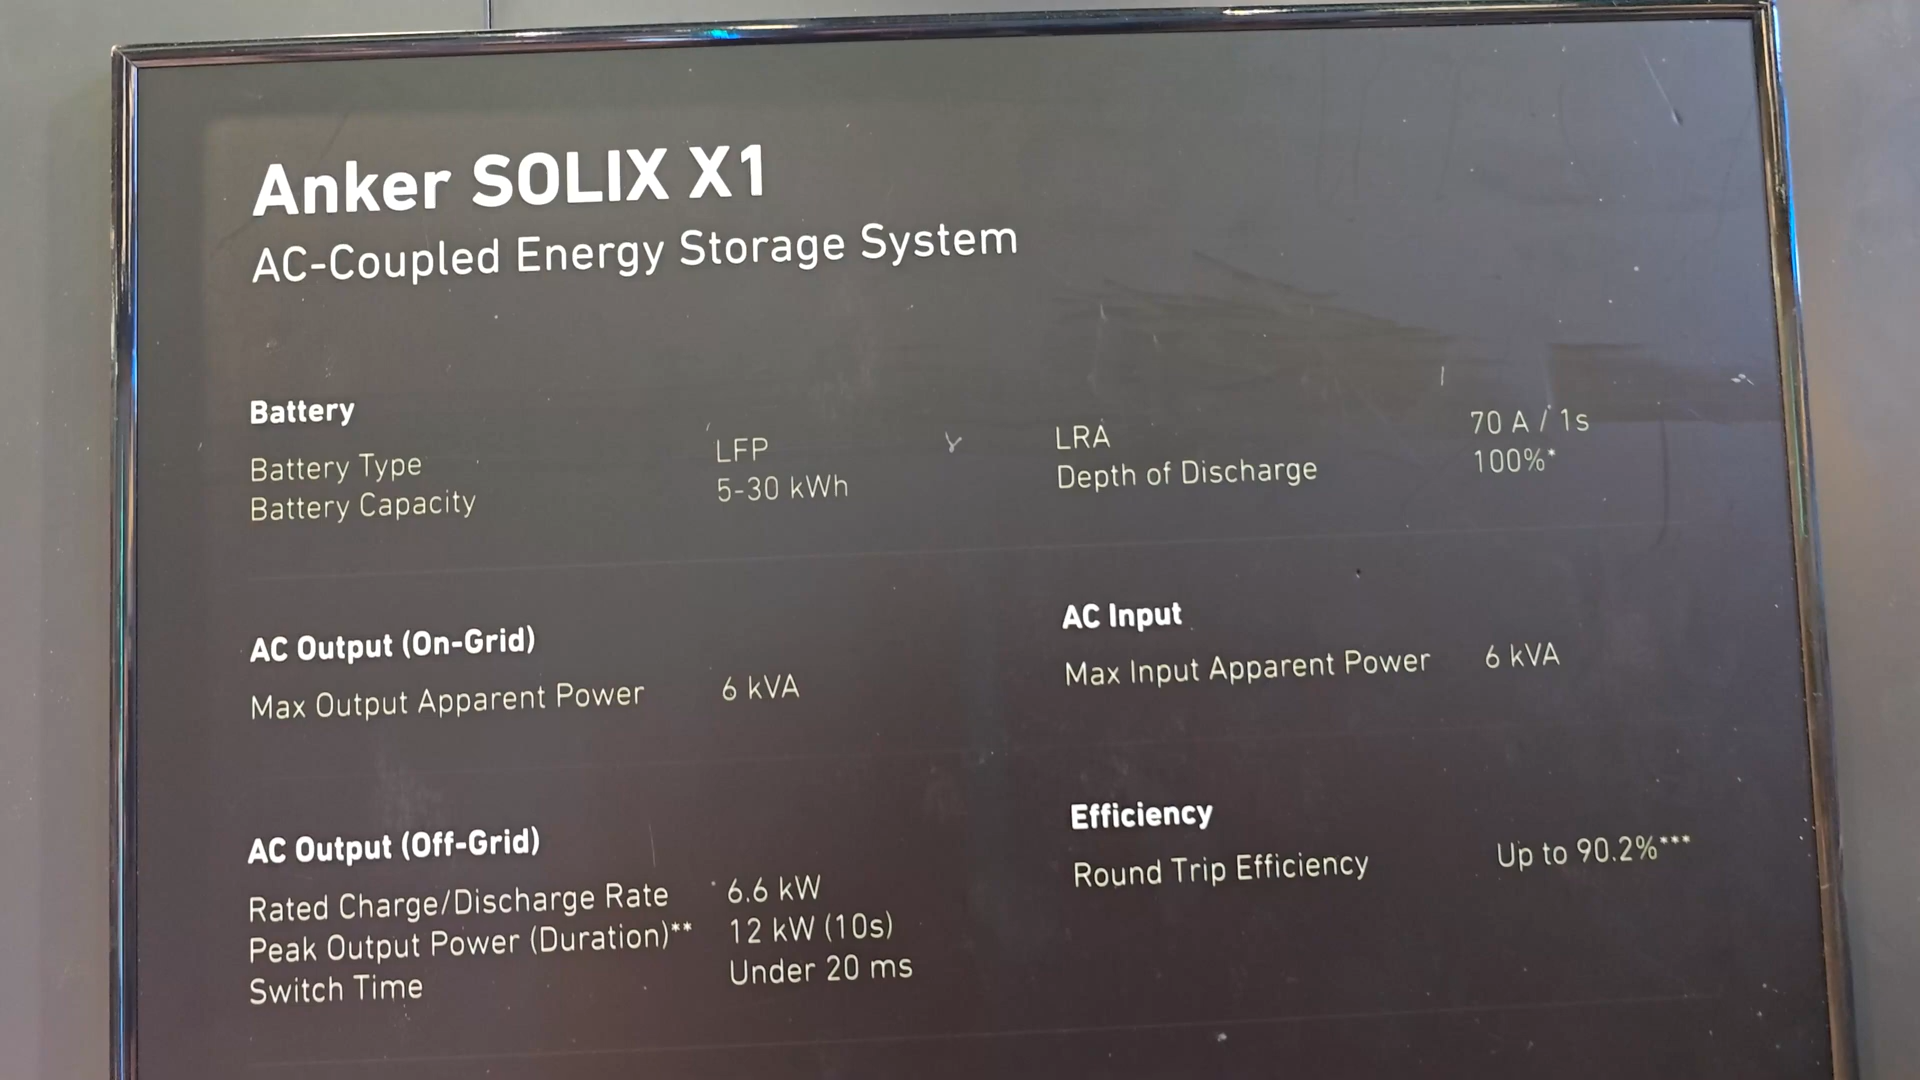 Anker SOLIX X1
AC-Coupled Energy Storage System
Battery
Battery Type LFP
Battery Capacity 5-30 kWh
LRA 70 A / 1s
Depth of Discharge 100%*
AC Output (On-Grid)
Max Output Apparent Power 6 kVA
AC Input
Max Input Apparent Power 6 kVA
AC Output (Off-Grid)
Rated Charge/Discharge Rate 6.6 kW
Peak Output Power (Duration)** 12 kW (10s)
Switch Time Under 20 ms
Efficiency
Round Trip Efficiency Up to 90.2%***